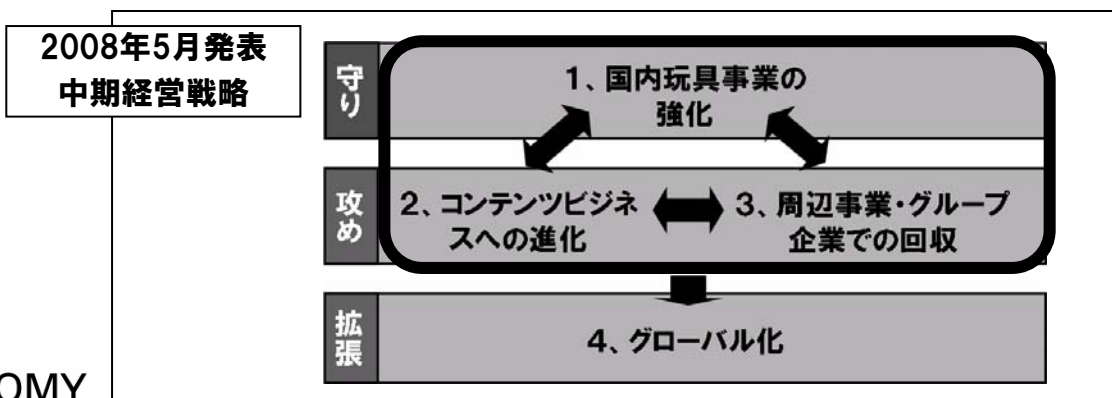 2008年5月発表
中期経営戦略
守り
1、国内玩具事業の
強化
攻め
2、コンテンツビジネ
スへの進化
3、周辺事業・グループ
企業での回収
拡張
4、グローバル化
OMY